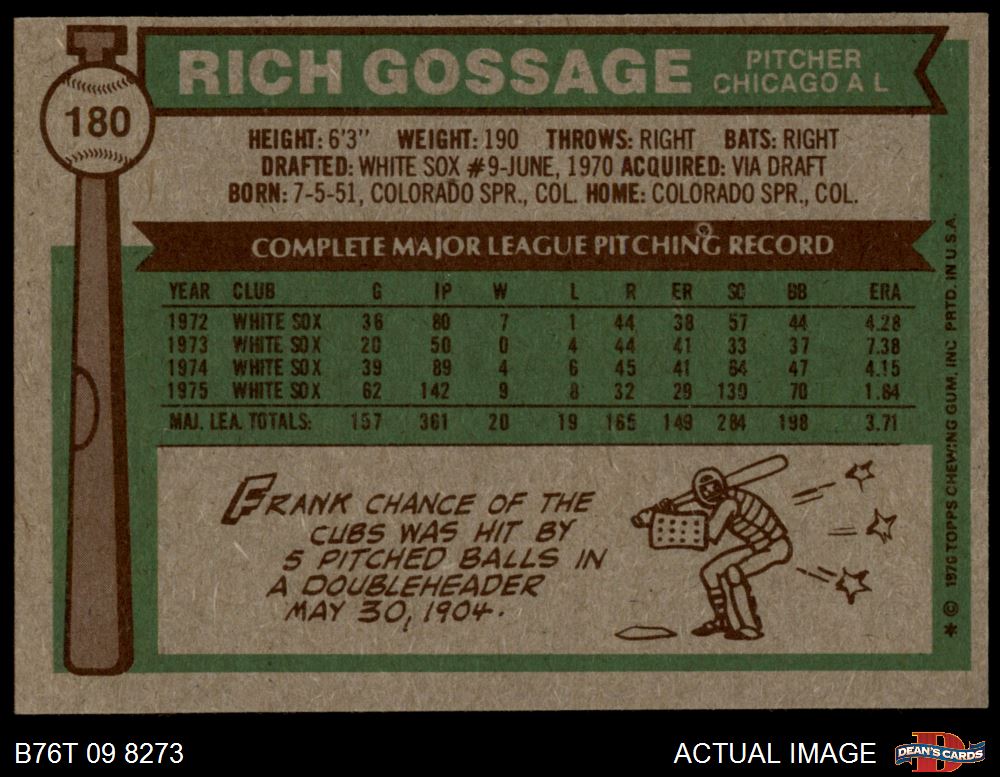 180
RICH GOSSAGE
PITCHER
CHICAGO A L
HEIGHT: 6'3" WEIGHT: 190 THROWS: RIGHT BATS: RIGHT
DRAFTED: WHITE SOX #9-JUNE, 1970 ACQUIRED: VIA DRAFT
BORN: 7-5-51, COLORADO SPR., COL. HOME: COLORADO SPR., COL.
COMPLETE MAJOR LEAGUE PITCHING RECORD
YEAR CLUB G IP W L R ER SO BB ERA
1972 WHITE SOX 36 80 7 1 44 38 57 44 4.28
1973 WHITE SOX 20 50 0 4 44 41 33 37 7.38
1974 WHITE SOX 39 89 4 6 45 41 64 47 4.15
1975 WHITE SOX 62 142 9 8 32 29 130 70 1.84
MAJ. LEA. TOTALS: 157 361 20 19 165 149 284 198 3.71
FRANK CHANCE OF THE
CUBS WAS HIT BY
5 PITCHED BALLS IN
A DOUBLEHEADER
MAY 30, 1904.
* © 1976 TOPPS CHEWING GUM, INC PRTD. IN U.S.A.
B76T 09 8273
ACTUAL IMAGE
DEAN'S CARDS